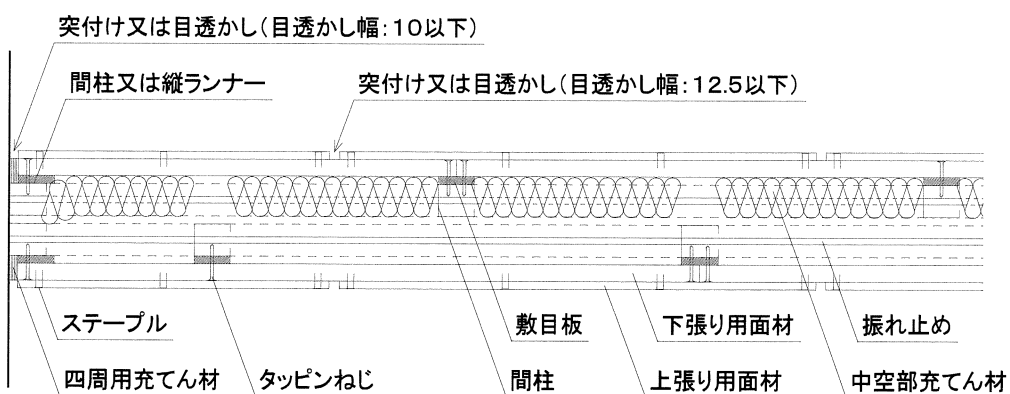 突付け又は目透かし(目透かし幅:10以下)
間柱又は縦ランナー
突付け又は目透かし(目透かし幅:12.5以下)
ステープル
敷目板
下張り用面材
振れ止め
四周用充てん材
タッピンねじ
間柱
上張り用面材
中空部充てん材